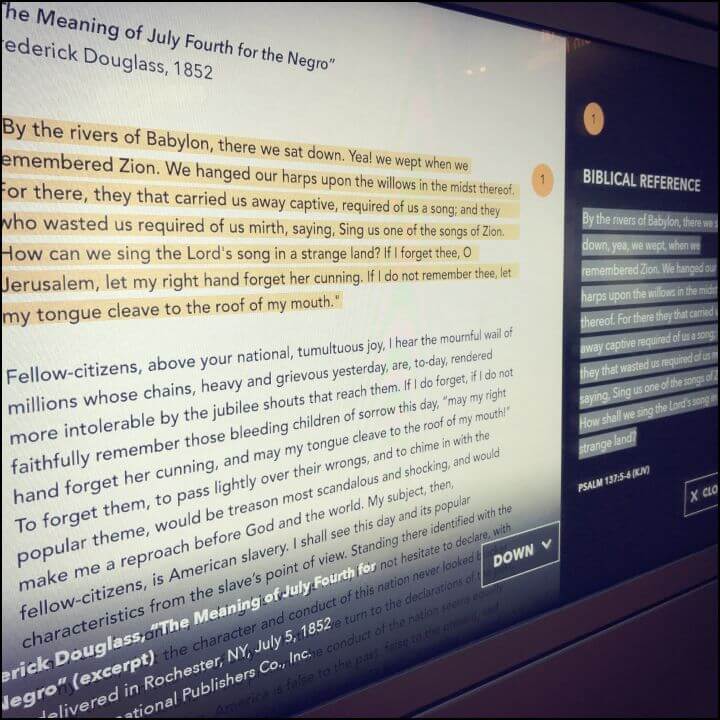 he Meaning of July Fourth for the Negro"
rederick Douglass, 1852
By the rivers of Babylon, there we sat down. Yea! we wept when we
emembered Zion. We hanged our harps upon the willows in the midst thereof.
For there, they that carried us away captive, required of us a song; and they
who wasted us required of us mirth, saying, Sing us one of the songs of Zion.
How can we sing the Lord's song in a strange land? If I forget thee, O
Jerusalem, let my right hand forget her cunning. If I do not remember thee, let
my tongue cleave to the roof of my mouth."
1
Fellow-citizens, above your national, tumultuous joy, I hear the mournful wail of
millions whose chains, heavy and grievous yesterday, are, to-day, rendered
more intolerable by the jubilee shouts that reach them. If I do forget, if I do not
faithfully remember those bleeding children of sorrow this day, "may my right
hand forget her cunning, and may my tongue cleave to the roof of my mouth!"
To forget them, to pass lightly over their wrongs, and to chime in with the
popular theme, would be treason most scandalous and shocking, and would
make me a reproach before God and the world. My subject, then,
fellow-citizens, is American slavery. I shall see this day and its popular
characteristics from the slave's point of view. Standing there identified with the
not hesitate to declare, with
the character and conduct of this nation never looked
we turn to the declarations of
the conduct of the nation seems
America is false to the past, false to the
DOWN
erick Douglass, "The Meaning of July Fourth for
Negro" (excerpt)
delivered in Rochester, NY, July 5, 1852
national Publishers Co., Inc.
1
BIBLICAL REFERENCE
By the rivers of Babylon, there we
down, yea, we wept, when we
remembered Zion. We hanged our
harps upon the willows in the midst
thereof. For there they that carried
away captive required of us a song;
they that wasted us required of us
saying, Sing us one of the songs of
How shall we sing the Lord's song
strange land?
PSALM 137:5-6 (KJV)
X CLO